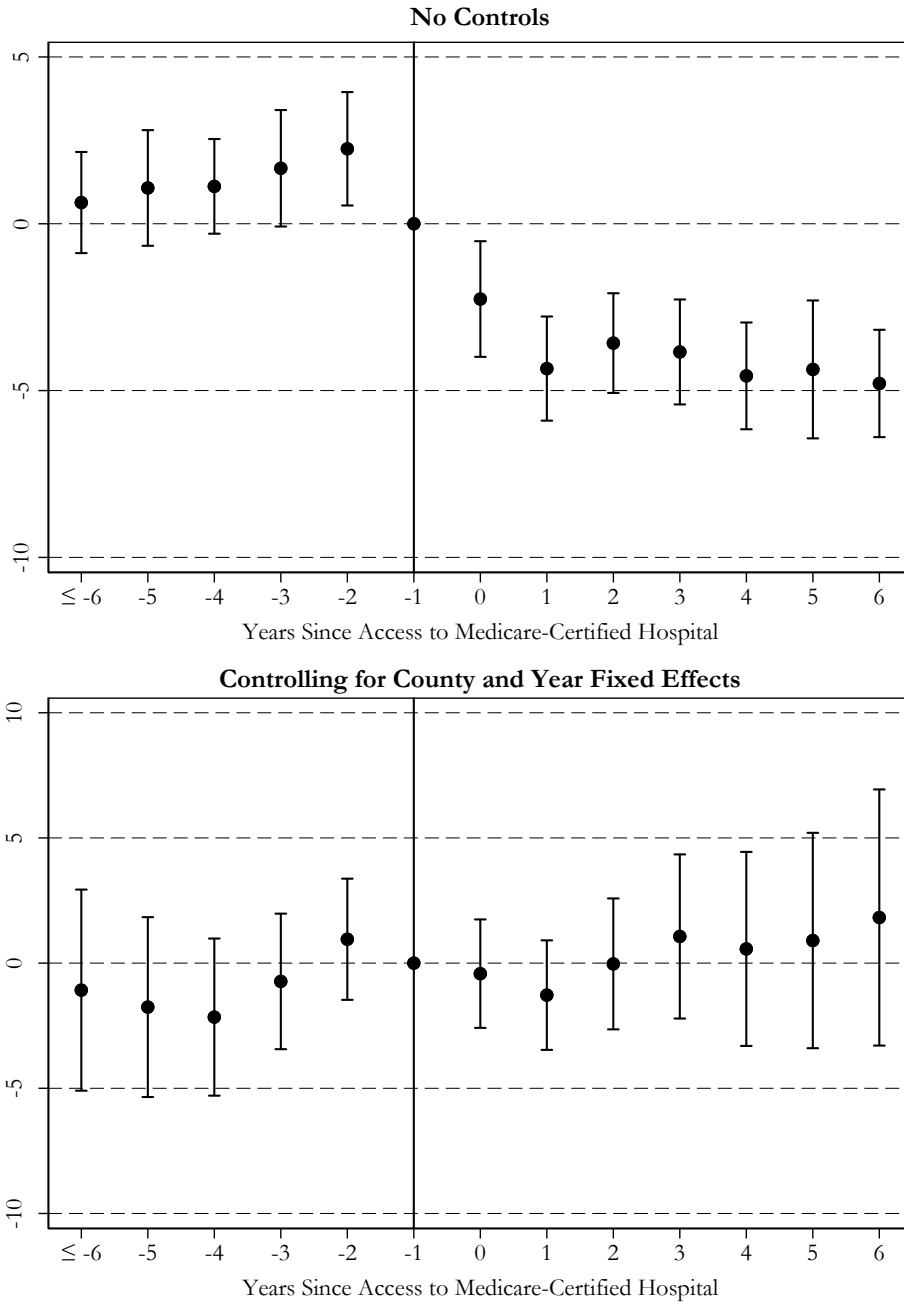 No Controls
5
0
-5
-10
≤ -6 -5 -4 -3 -2 -1 0 1 2 3 4 5 6
Years Since Access to Medicare-Certified Hospital
Controlling for County and Year Fixed Effects
10
5
0
-5
-10
≤ -6 -5 -4 -3 -2 -1 0 1 2 3 4 5 6
Years Since Access to Medicare-Certified Hospital